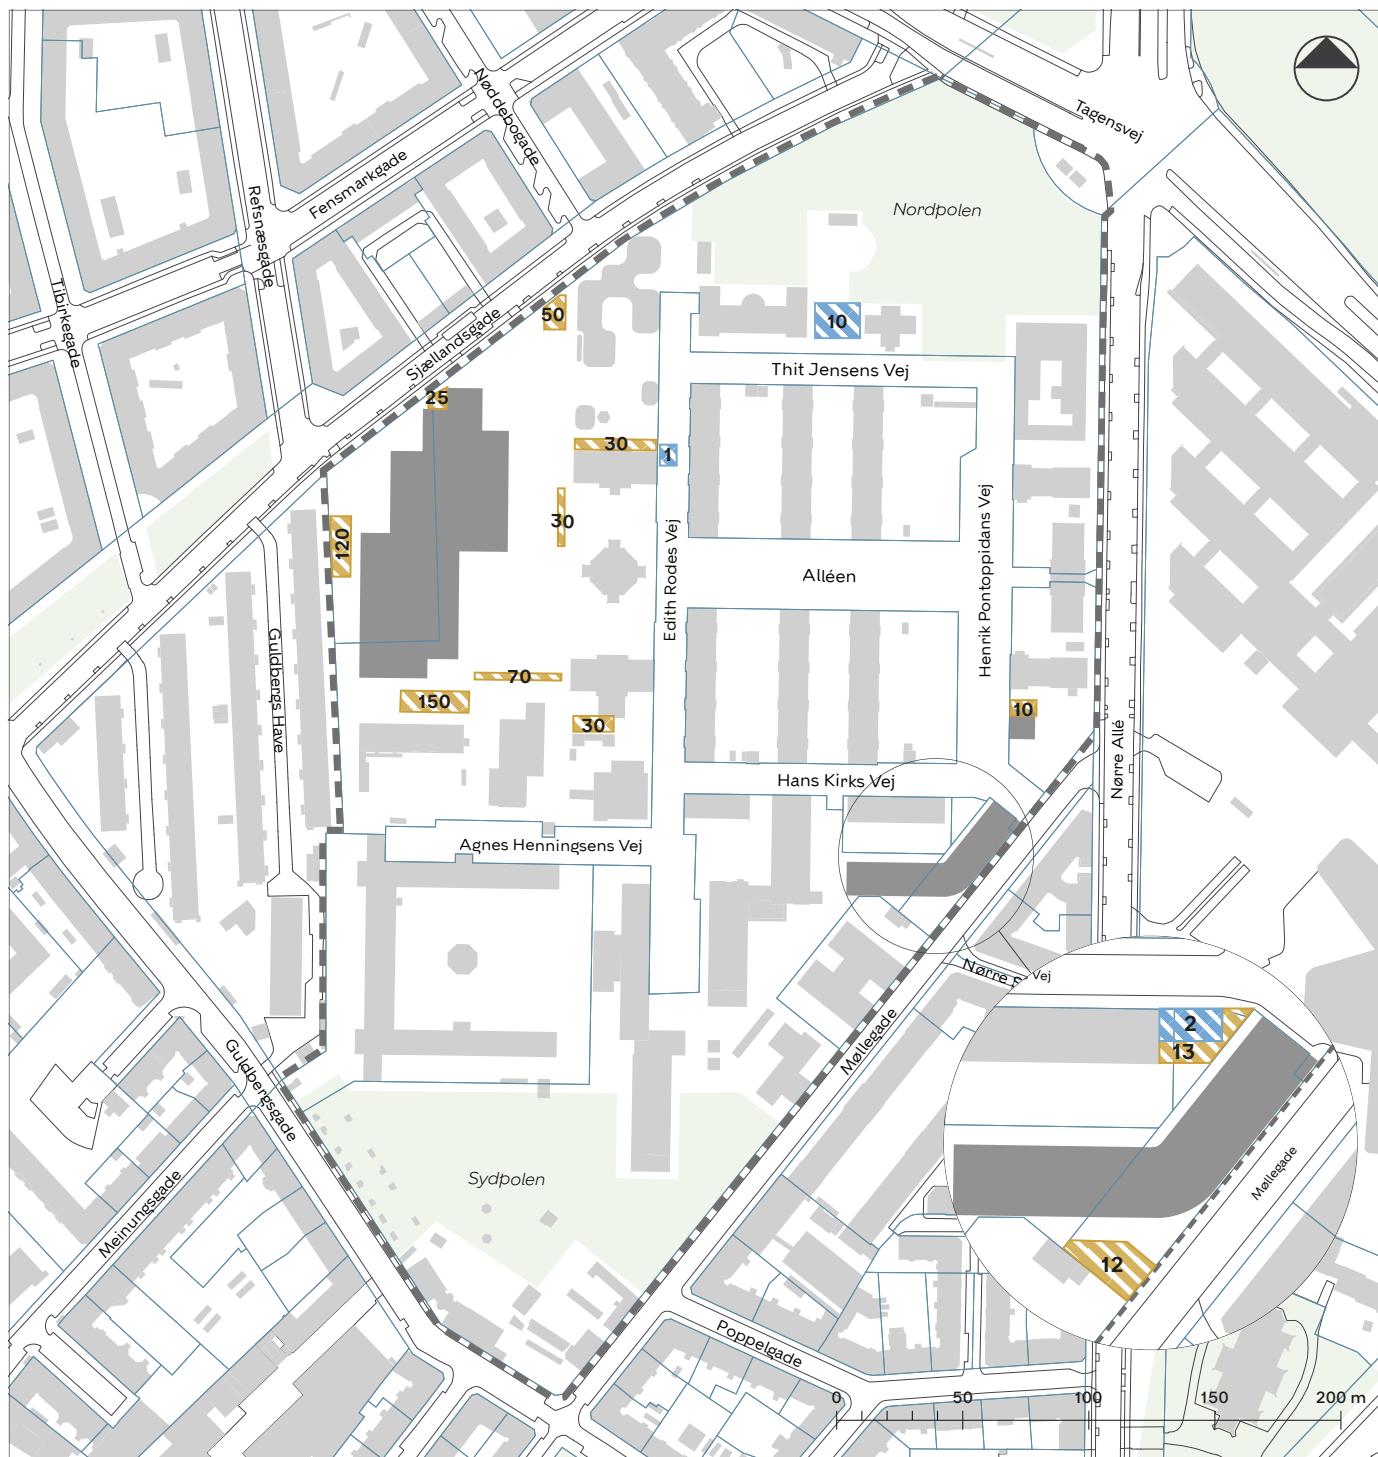 Nøddebogade
Tagensvej
Fensmarkgade
Refsnæsgade
Nordpolen
Tibirkegade
50
10
Sjællandsgade
Thit Jensens Vej
25
30
1
30
120
Edith Rodes Vej
Henrik Pontoppidans Vej
Alléen
Guldbergs Have
70
150
30
10
Nørre Allé
Hans Kirks Vej
Agnes Henningsens Vej
Nørre
Vej
Møllegade
2
13
Guldbergsgade
Sydpolen
Møllegade
Meinungsgade
12
Poppelgade
0 50 100 150 200 m